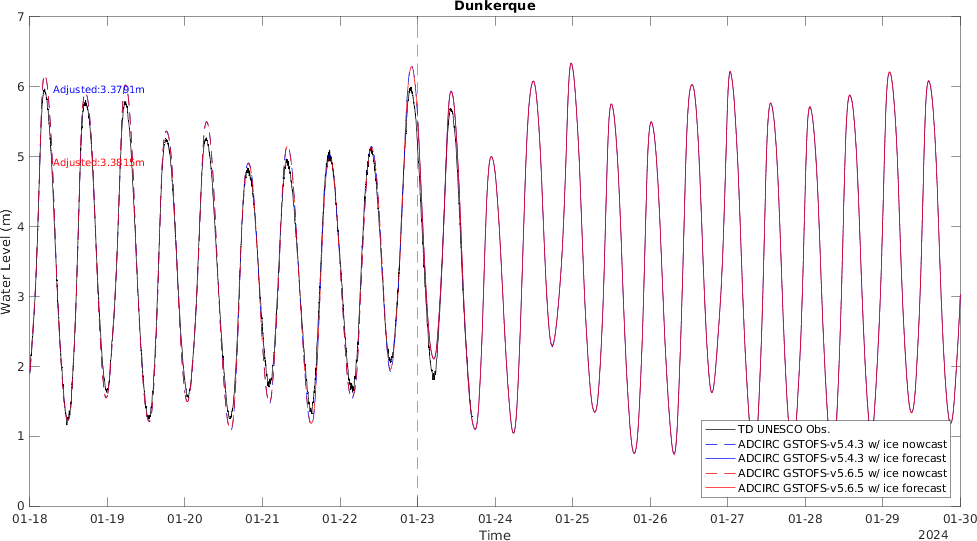 Dunkerque
7
6
5
4
3
2
1
0
Water Level (m)
Adjusted:3.3791m
Adjusted:3.3815m
TD UNESCO Obs.
ADCIRC GSTOFS-v5.4.3 w/ ice nowcast
ADCIRC GSTOFS-v5.4.3 w/ ice forecast
ADCIRC GSTOFS-v5.6.5 w/ ice nowcast
ADCIRC GSTOFS-v5.6.5 w/ ice forecast
01-18 01-19 01-20 01-21 01-22 01-23 01-24 01-25 01-26 01-27 01-28 01-29 01-30
Time
2024